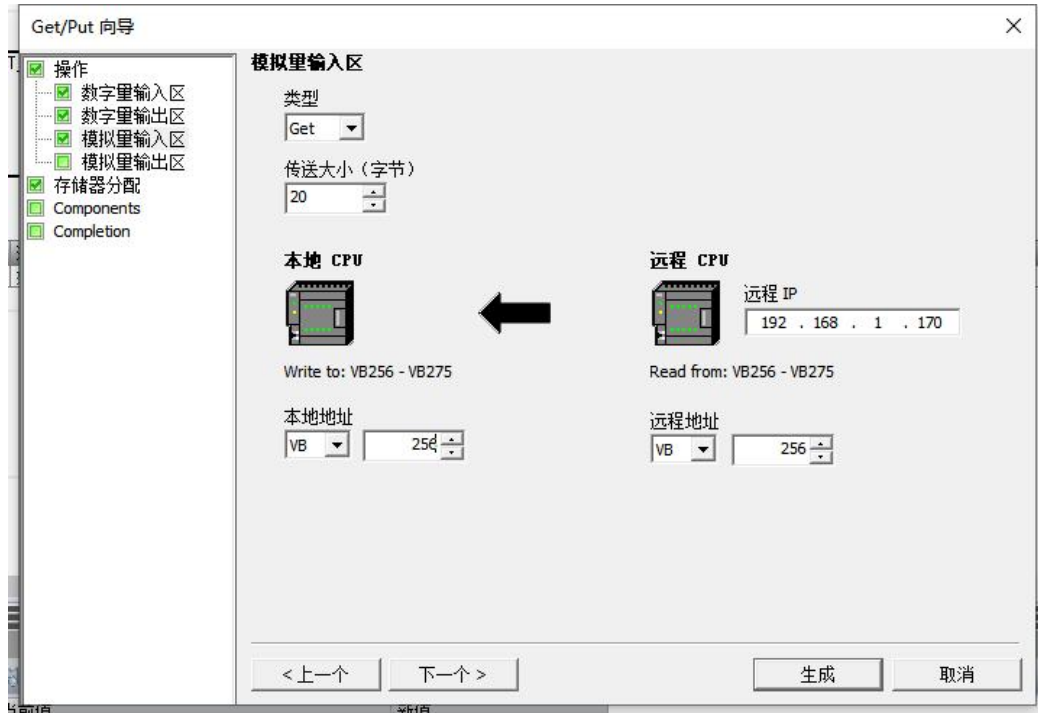 Get/Put 向导
操作
数字量输入区
数字量输出区
模拟量输入区
模拟量输出区
存储器分配
Components
Completion
模拟量输入区
类型
Get
传送大小（字节）
20
本地 CPU
远程 CPU
远程 IP
192 . 168 . 1 . 170
Write to: VB256 - VB275
Read from: VB256 - VB275
本地地址
VB 256
远程地址
VB 256
<上一个
下一个>
生成
取消